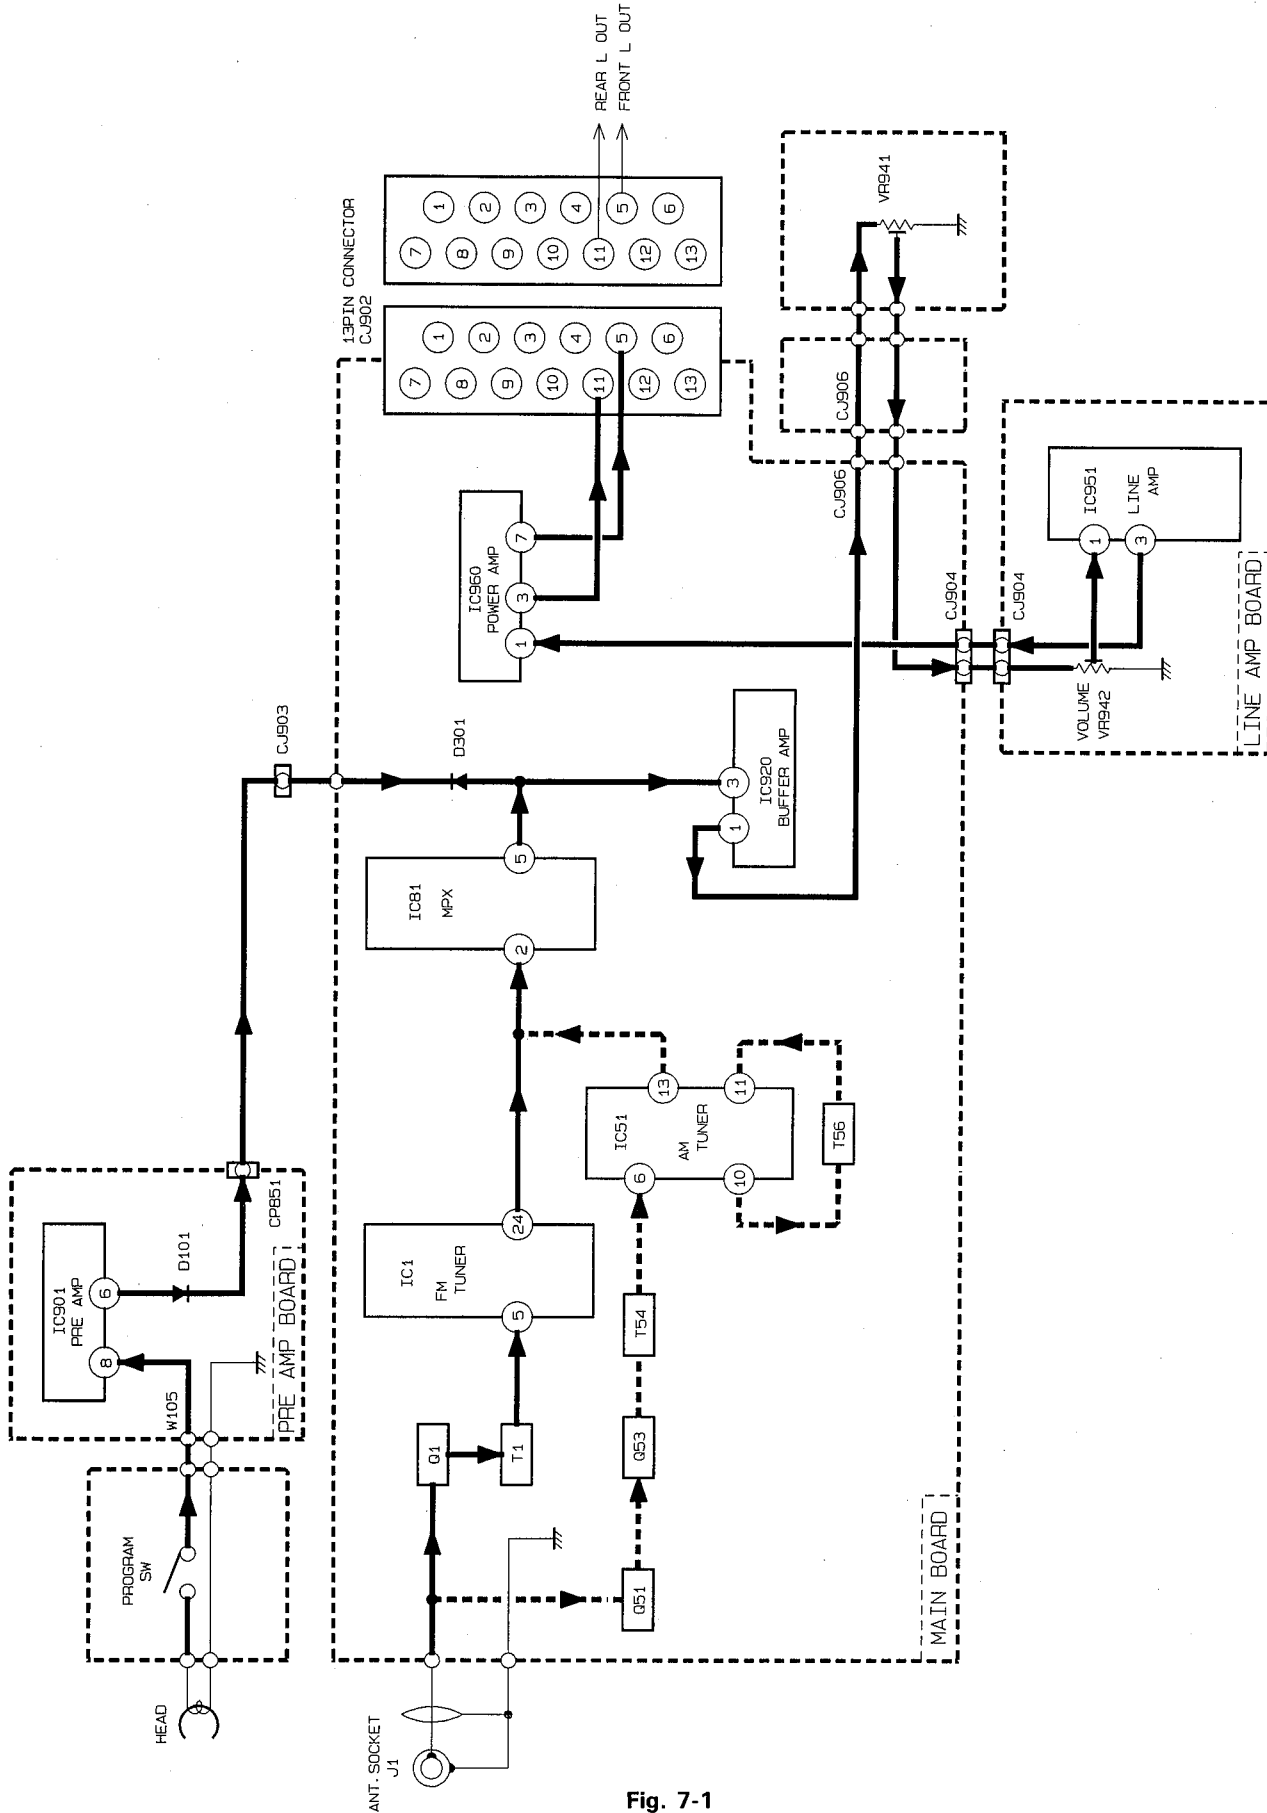 HEAD
PROGRAM
SW
W105
IC901
PRE AMP
8
6
D101
CP851
PRE AMP BOARD
CJ903
ANT. SOCKET
J1
Q1
T1
5
IC1
FM
TUNER
24
Q51
Q53
T54
6
IC51
AM
TUNER
13
11
10
T56
2
IC81
MPX
5
D301
3
1
IC920
BUFFER AMP
IC960
POWER AMP
1
3
7
13PIN CONNECTOR
CJ902
1
2
3
4
5
6
7
8
9
10
11
12
13
1
2
3
4
5
6
7
8
9
10
11
12
13
REAR L OUT
FRONT L OUT
CJ906
CJ906
VR941
CJ904
CJ904
VOLUME
VR942
1
3
IC951
LINE
AMP
LINE AMP BOARD
MAIN BOARD
Fig. 7-1